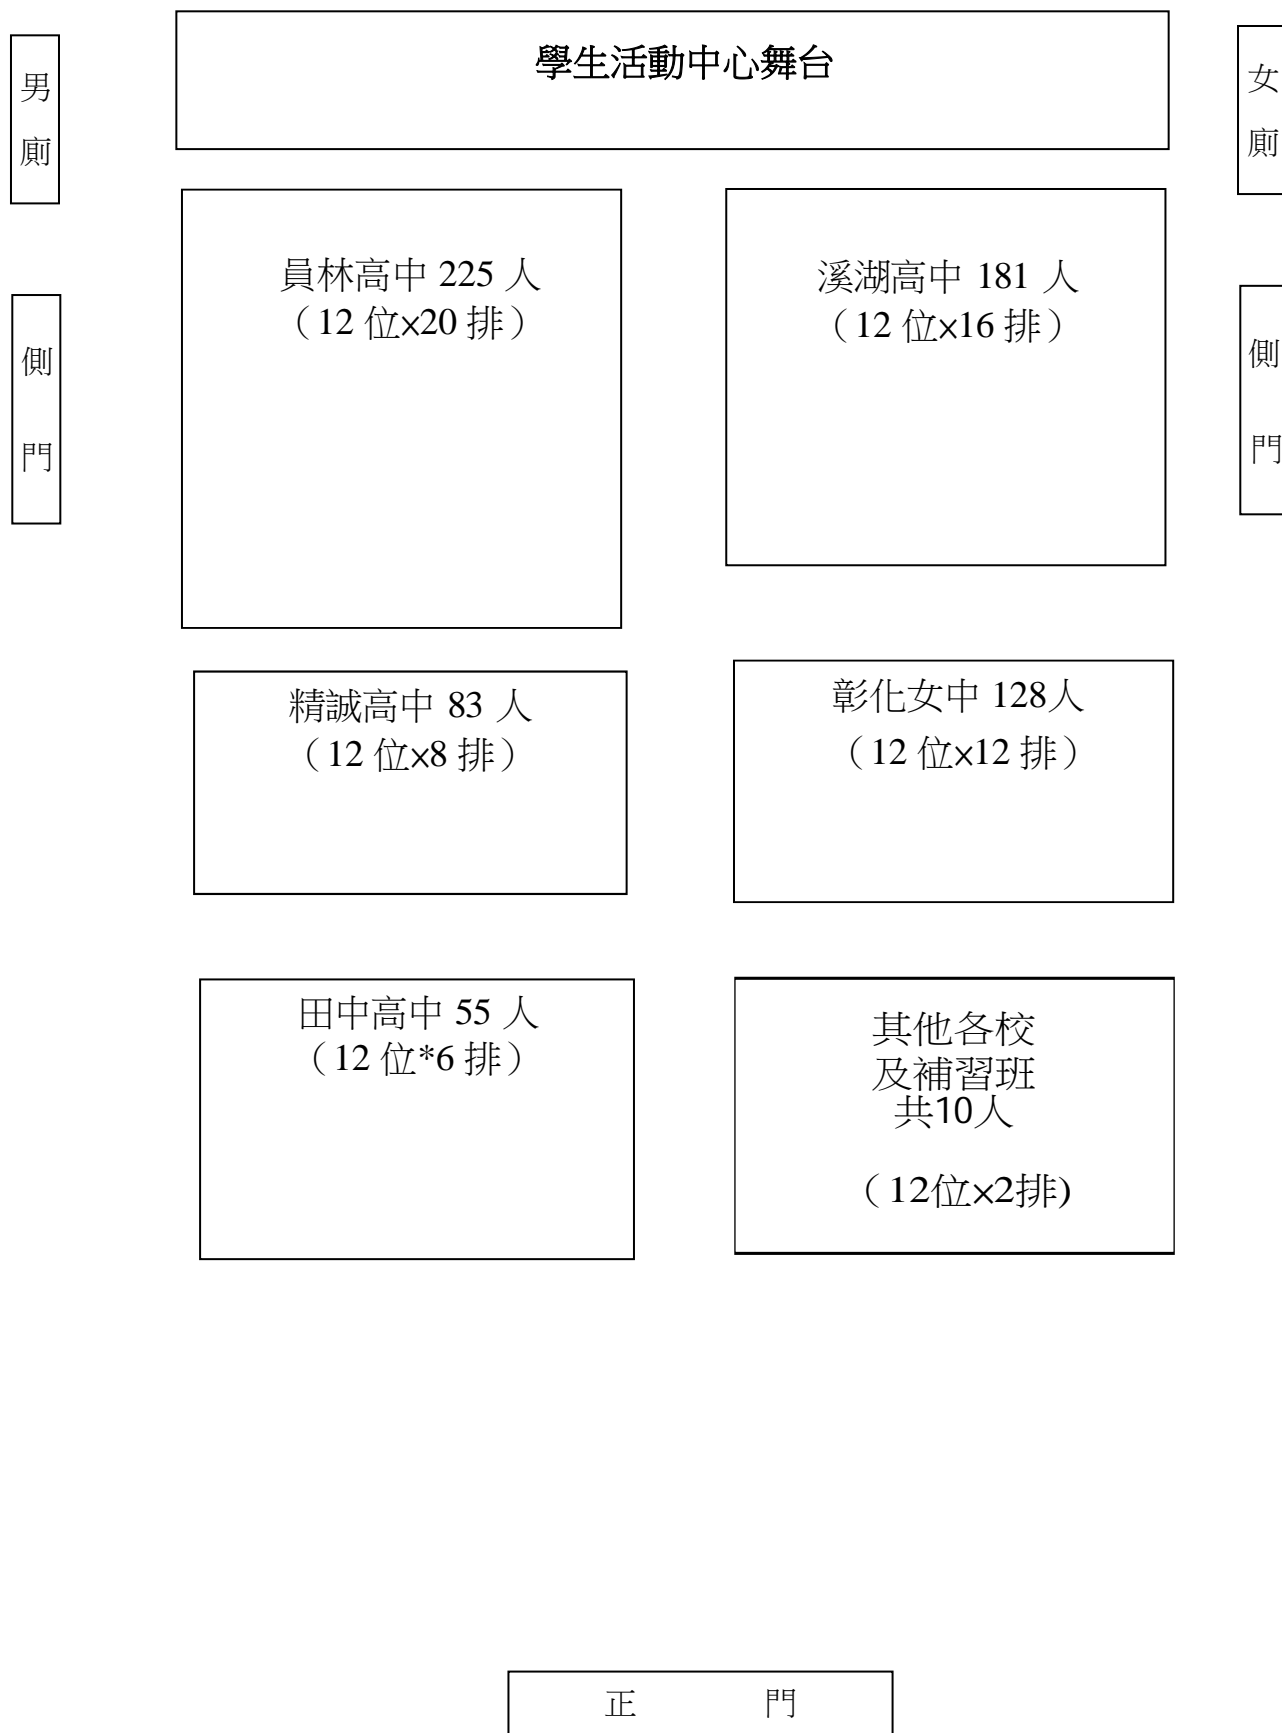 學生活動中心舞台
男
廁
女
廁
員林高中 225 人
（12 位×20 排）
溪湖高中 181 人
（12 位×16 排）
側
門
側
門
精誠高中 83 人
（12 位×8 排）
彰化女中 128人
（12 位×12 排）
田中高中 55 人
（12 位*6 排）
其他各校
及補習班
共10人
（12位×2排)
正 門